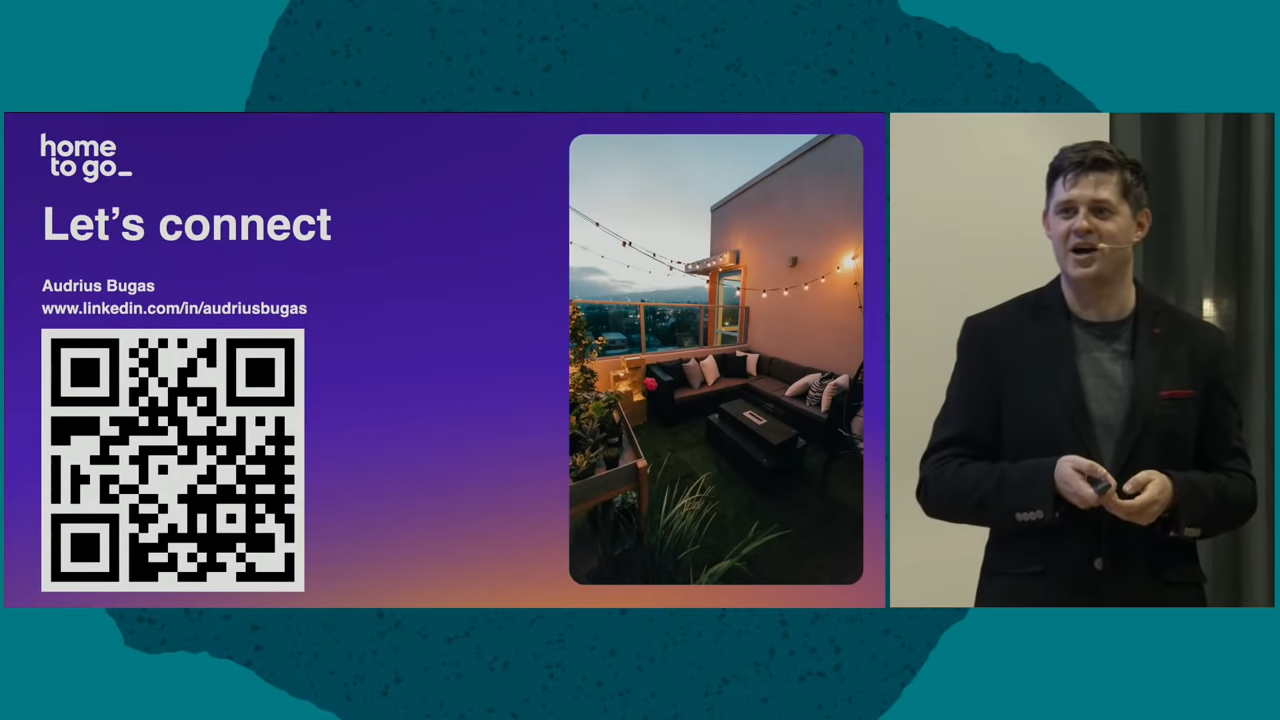 home
to go_
Let's connect
Audrius Bugas
www.linkedin.com/in/audriusbugas